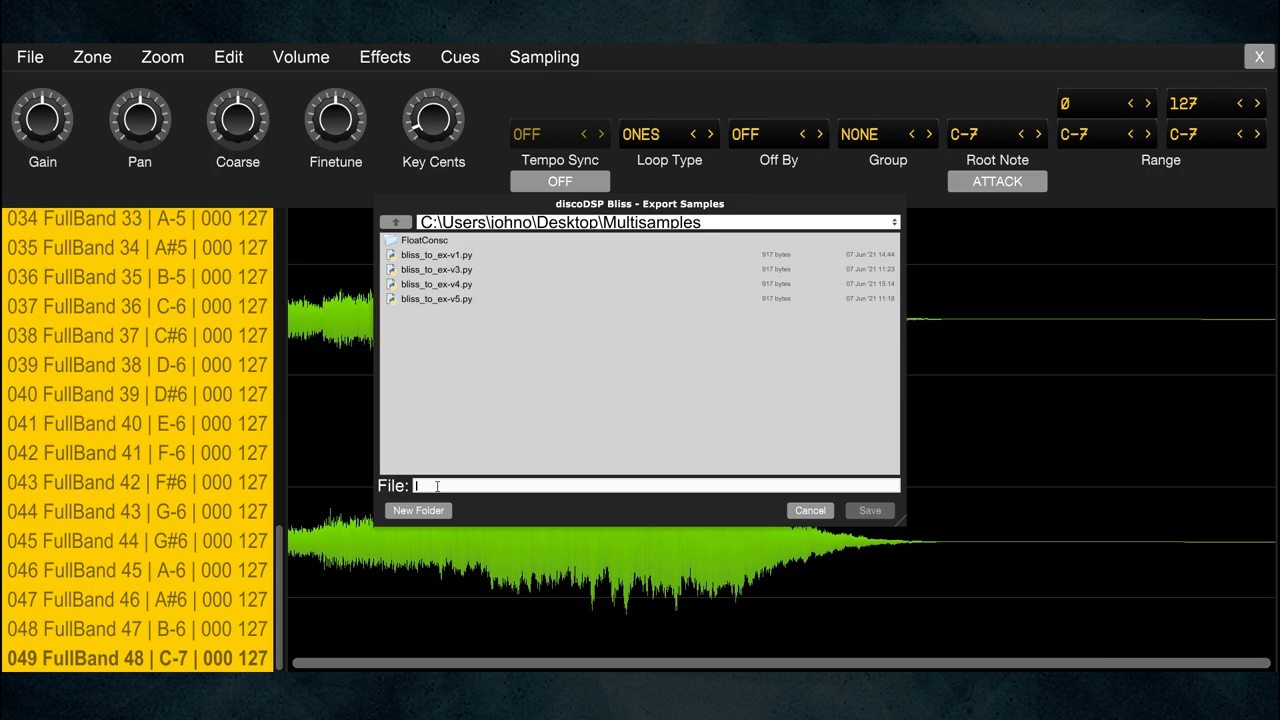 File Zone Zoom Edit Volume Effects Cues Sampling X
Ø 127
OFF ONES OFF NONE C-7 C-7 C-7
Gain Pan Coarse Finetune Key Cents Tempo Sync Loop Type Off By Group Root Note Range
OFF ATTACK
discoDSP Bliss - Export Samples
C:\Users\johno\Desktop\Multisamples
FloatConsc
bliss_to_ex-v1.py 917 bytes 07 Jun '21 14:44
bliss_to_ex-v3.py 917 bytes 07 Jun '21 11:23
bliss_to_ex-v4.py 917 bytes 07 Jun '21 15:14
bliss_to_ex-v5.py 917 bytes 07 Jun '21 11:18
File:
New Folder Cancel Save
034 FullBand 33 | A-5 | 000 127
035 FullBand 34 | A#5 | 000 127
036 FullBand 35 | B-5 | 000 127
037 FullBand 36 | C-6 | 000 127
038 FullBand 37 | C#6 | 000 127
039 FullBand 38 | D-6 | 000 127
040 FullBand 39 | D#6 | 000 127
041 FullBand 40 | E-6 | 000 127
042 FullBand 41 | F-6 | 000 127
043 FullBand 42 | F#6 | 000 127
044 FullBand 43 | G-6 | 000 127
045 FullBand 44 | G#6 | 000 127
046 FullBand 45 | A-6 | 000 127
047 FullBand 46 | A#6 | 000 127
048 FullBand 47 | B-6 | 000 127
049 FullBand 48 | C-7 | 000 127